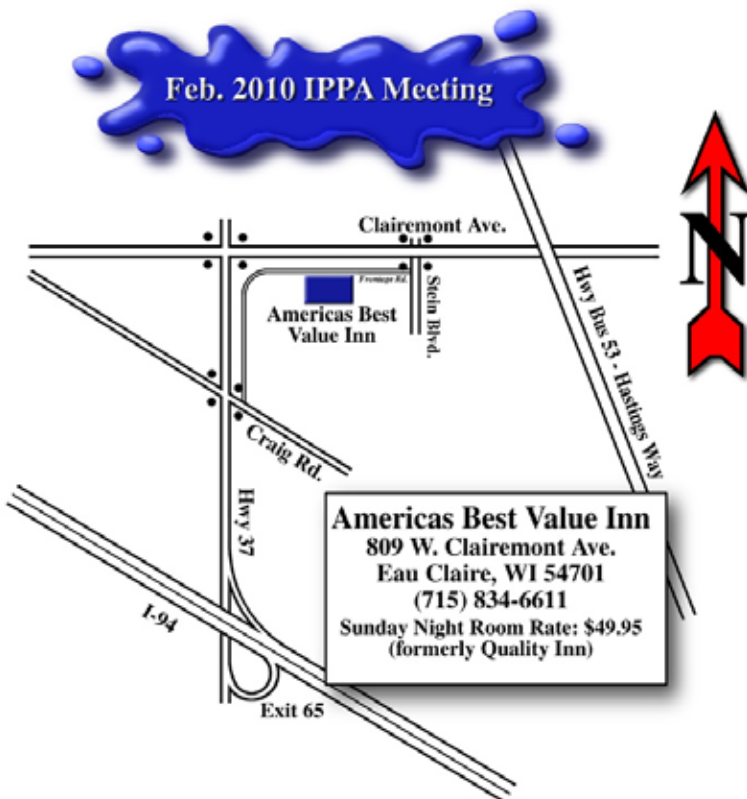 Feb. 2010 IPPA Meeting
N
Clairemont Ave.
Frontage Rd.
Stein Blvd.
Hwy Bus 53 - Hastings Way
Americas Best
Value Inn
Craig Rd.
Hwy 37
I-94
Exit 65
Americas Best Value Inn
809 W. Clairemont Ave.
Eau Claire, WI 54701
(715) 834-6611
Sunday Night Room Rate: $49.95
(formerly Quality Inn)